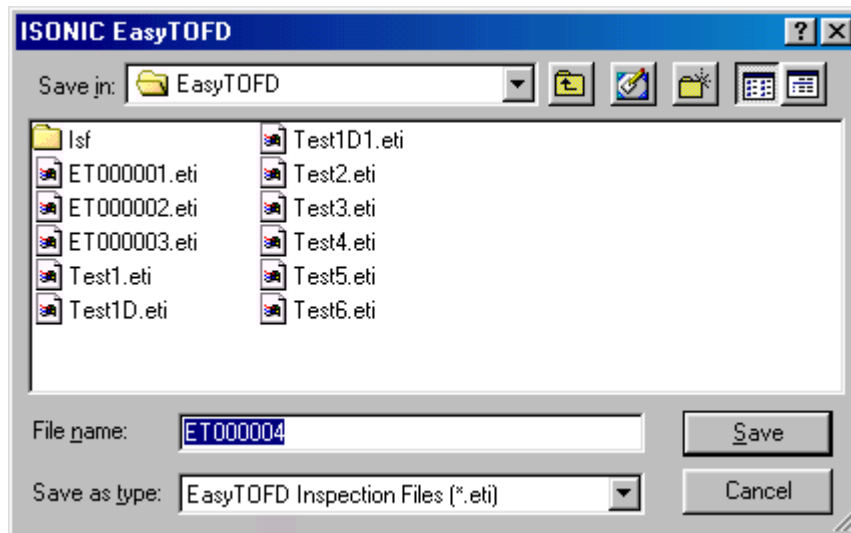 ISONIC EasyTOFD
Save in: EasyTOFD
lsf
ET000001.eti
ET000002.eti
ET000003.eti
Test1.eti
Test1D.eti
Test1D1.eti
Test2.eti
Test3.eti
Test4.eti
Test5.eti
Test6.eti
File name: ET000004 Save
Save as type: EasyTOFD Inspection Files (*.eti) Cancel